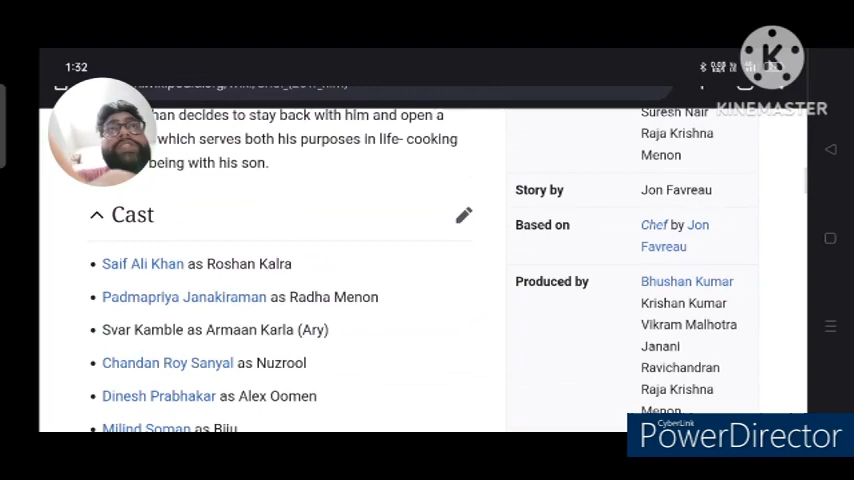 1:32
KINEMASTER
han decides to stay back with him and open a
which serves both his purposes in life- cooking
being with his son.
Cast
• Saif Ali Khan as Roshan Kalra
• Padmapriya Janakiraman as Radha Menon
• Svar Kamble as Armaan Karla (Ary)
• Chandan Roy Sanyal as Nuzrool
• Dinesh Prabhakar as Alex Oomen
• Milind Soman as Biju
Suresh Nair
Raja Krishna
Menon
Story by Jon Favreau
Based on Chef by Jon
Favreau
Produced by Bhushan Kumar
Krishan Kumar
Vikram Malhotra
Janani
Ravichandran
Raja Krishna
Menon
CyberLink
PowerDirector